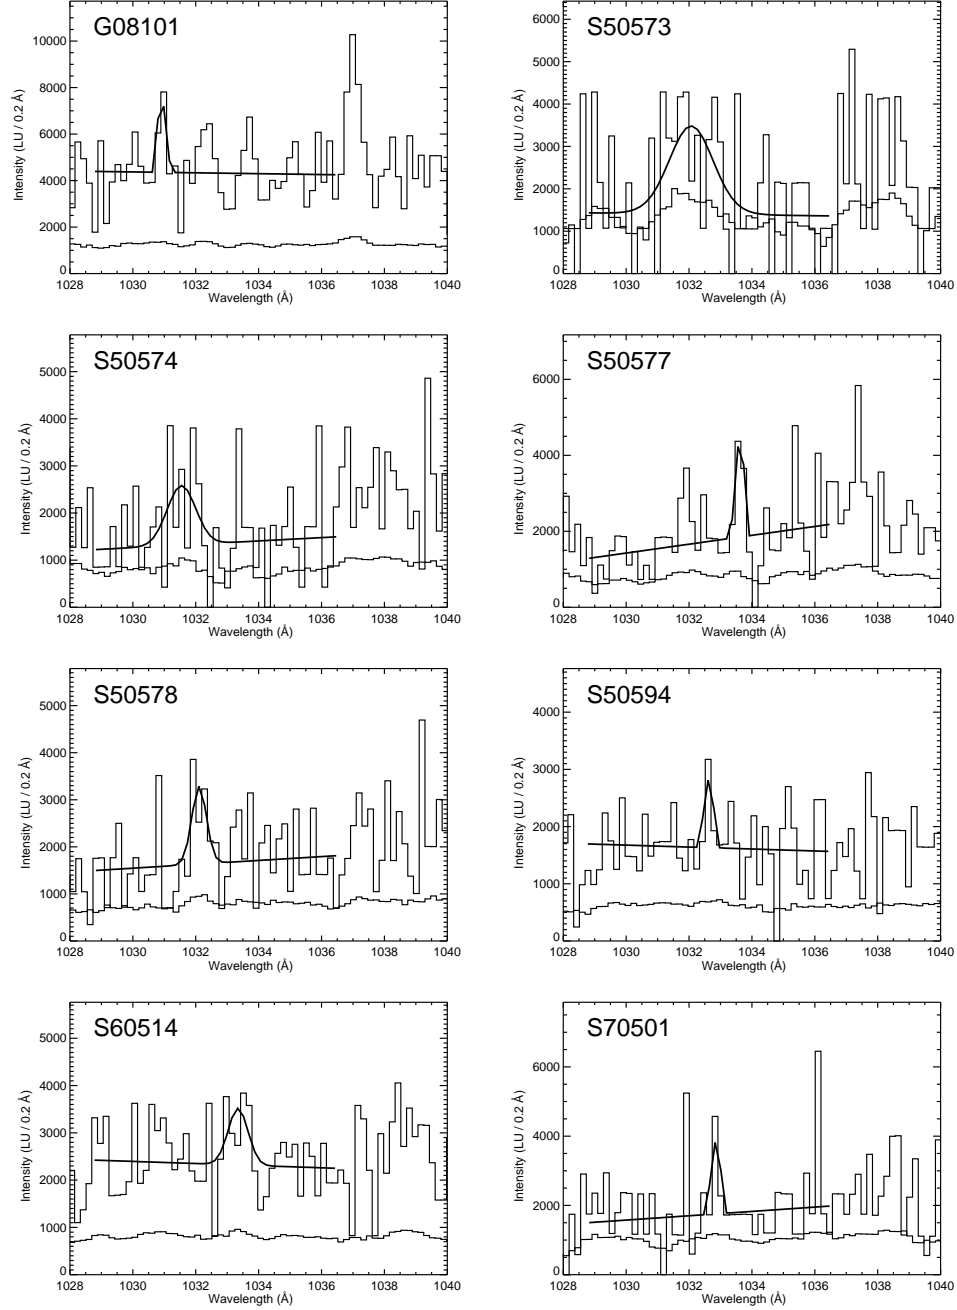 G08101
Intensity (LU / 0.2 Å)
10000
8000
6000
4000
2000
0
1028 1030 1032 1034 1036 1038 1040
Wavelength (Å)
S50573
Intensity (LU / 0.2 Å)
6000
5000
4000
3000
2000
1000
0
1028 1030 1032 1034 1036 1038 1040
Wavelength (Å)
S50574
Intensity (LU / 0.2 Å)
5000
4000
3000
2000
1000
0
1028 1030 1032 1034 1036 1038 1040
Wavelength (Å)
S50577
Intensity (LU / 0.2 Å)
6000
4000
2000
0
1028 1030 1032 1034 1036 1038 1040
Wavelength (Å)
S50578
Intensity (LU / 0.2 Å)
5000
4000
3000
2000
1000
0
1028 1030 1032 1034 1036 1038 1040
Wavelength (Å)
S50594
Intensity (LU / 0.2 Å)
4000
3000
2000
1000
0
1028 1030 1032 1034 1036 1038 1040
Wavelength (Å)
S60514
Intensity (LU / 0.2 Å)
5000
4000
3000
2000
1000
0
1028 1030 1032 1034 1036 1038 1040
Wavelength (Å)
S70501
Intensity (LU / 0.2 Å)
6000
4000
2000
0
1028 1030 1032 1034 1036 1038 1040
Wavelength (Å)